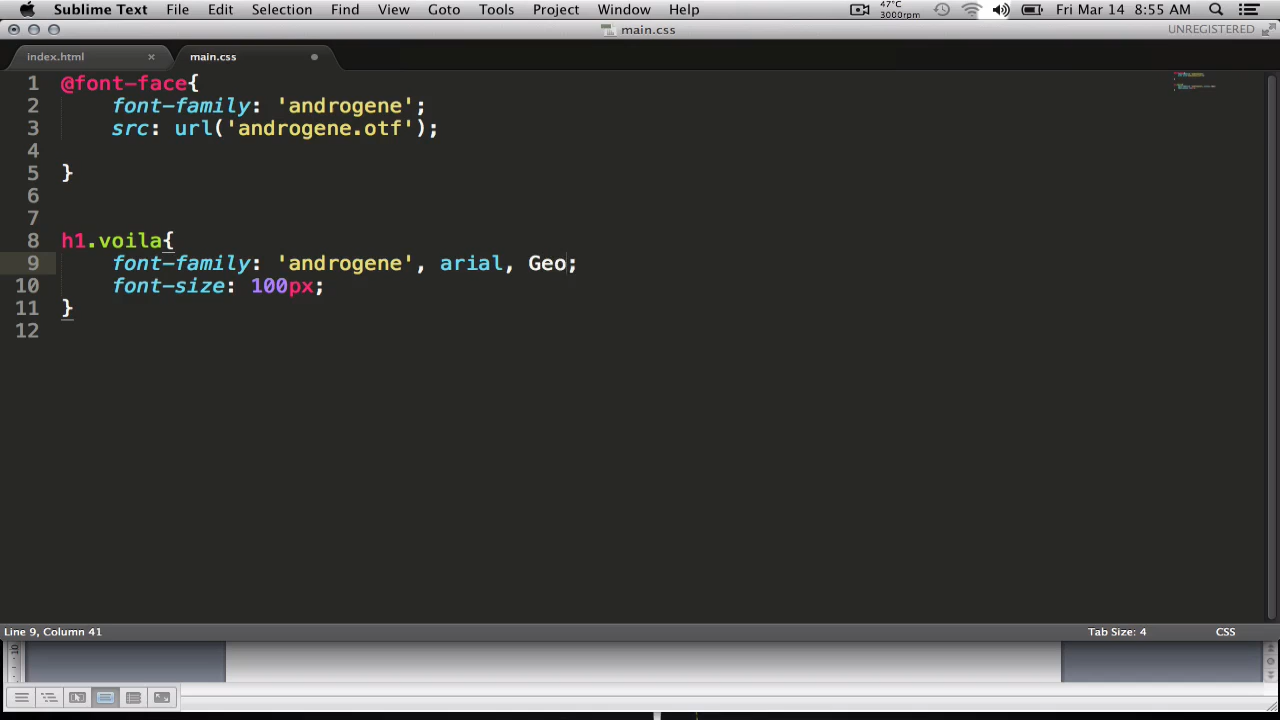 Sublime Text File Edit Selection Find View Goto Tools Project Window Help 47°C 3000rpm Fri Mar 14 8:55 AM
main.css UNREGISTERED
index.html × main.css
1 @font-face{
2 font-family: 'androgene';
3 src: url('androgene.otf');
4
5 }
6
7
8 h1.voila{
9 font-family: 'androgene', arial, Geo;
10 font-size: 100px;
11 }
12
Line 9, Column 41 Tab Size: 4 CSS